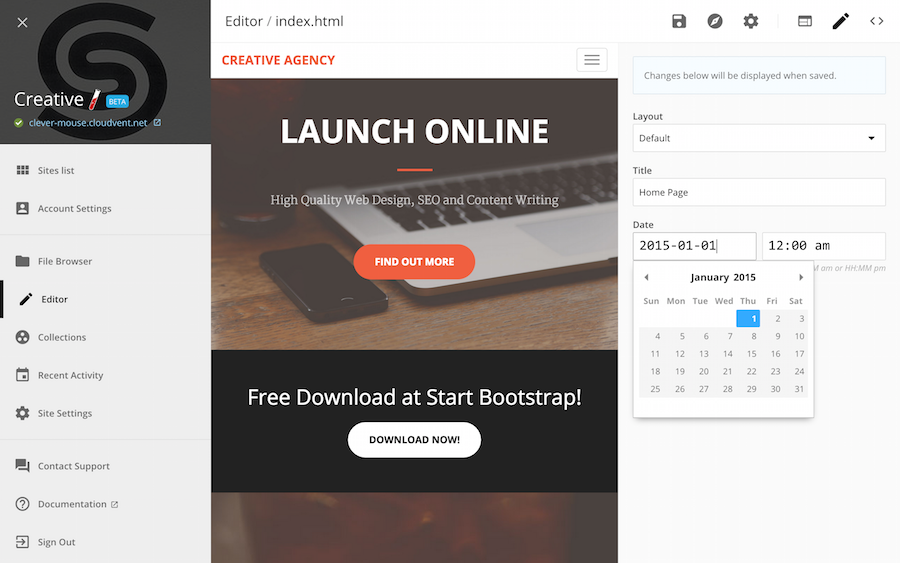 Creative BETA
clever-mouse.cloudvent.net
Sites list
Account Settings
File Browser
Editor
Collections
Recent Activity
Site Settings
Contact Support
Documentation
Sign Out
Editor / index.html
CREATIVE AGENCY
LAUNCH ONLINE
High Quality Web Design, SEO and Content Writing
FIND OUT MORE
Free Download at Start Bootstrap!
DOWNLOAD NOW!
Changes below will be displayed when saved.
Layout
Default
Title
Home Page
Date
2015-01-01 12:00 am
am or HH:MM pm
January 2015
Sun Mon Tue Wed Thu Fri Sat
1 2 3
4 5 6 7 8 9 10
11 12 13 14 15 16 17
18 19 20 21 22 23 24
25 26 27 28 29 30 31